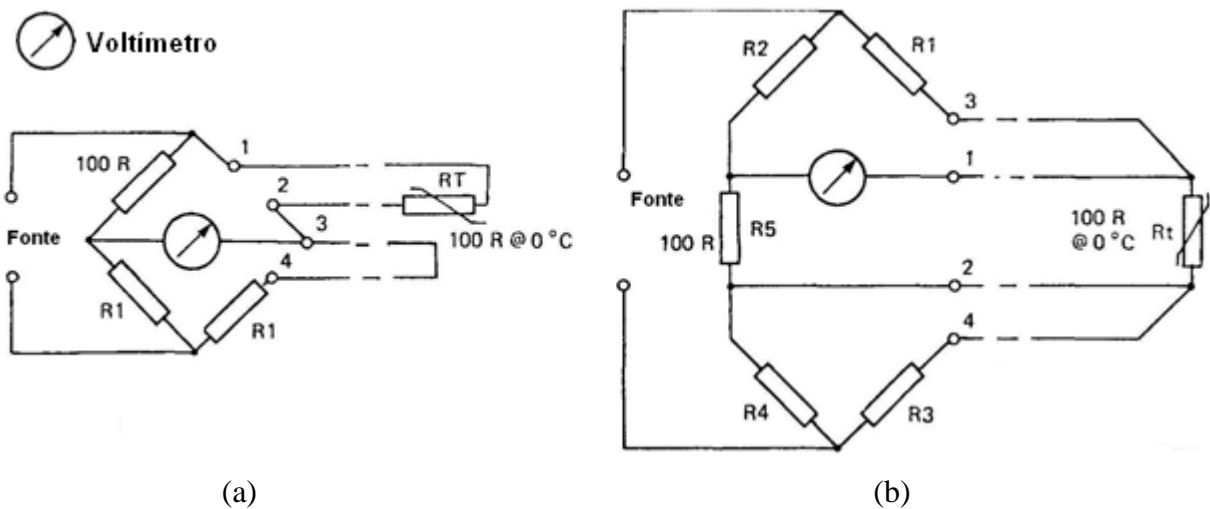 Voltímetro
100 R
1
2
RT
3
100 R @ 0 °C
Fonte
4
R1
R1
(a)
R2
R1
3
1
Fonte
100 R
R5
100 R
@ 0 °C
Rt
2
4
R4
R3
(b)